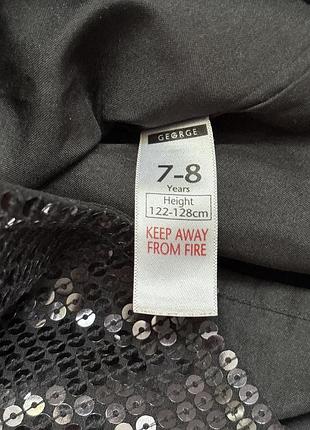 GEORGE
7-8
Years
Height
122-128cm
KEEP AWAY
FROM FIRE